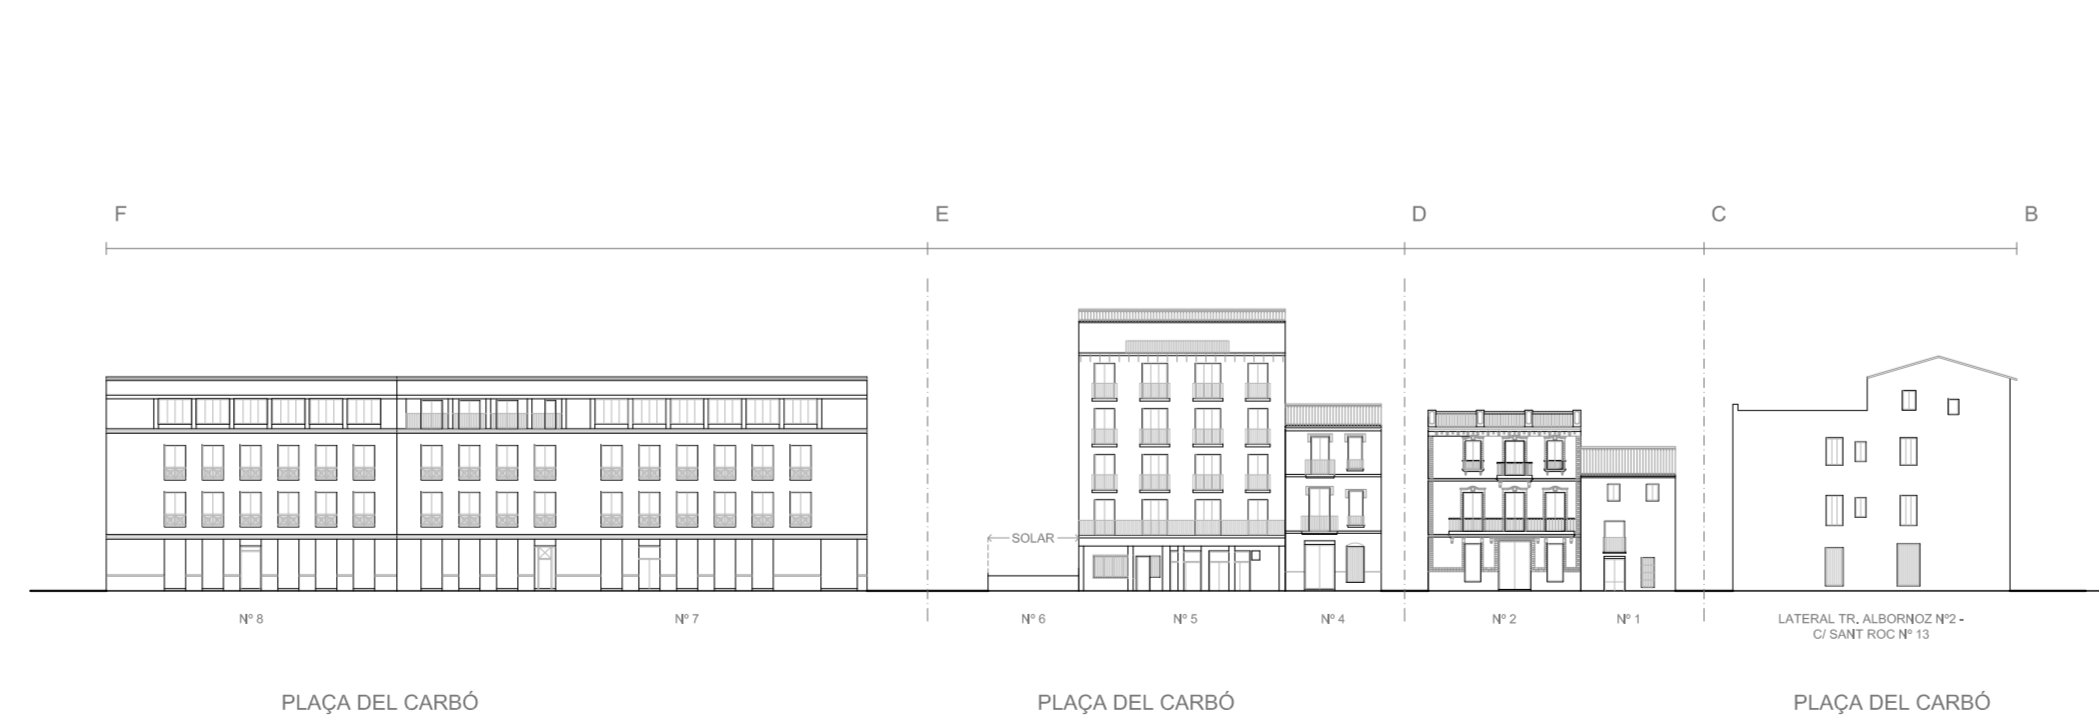 F
E
D
C
B
SOLAR
Nº 8
Nº 7
Nº 6
Nº 5
Nº 4
Nº 2
Nº 1
LATERAL TR. ALBORNOZ Nº2 -
C/ SANT ROC Nº 13
PLAÇA DEL CARBÓ
PLAÇA DEL CARBÓ
PLAÇA DEL CARBÓ